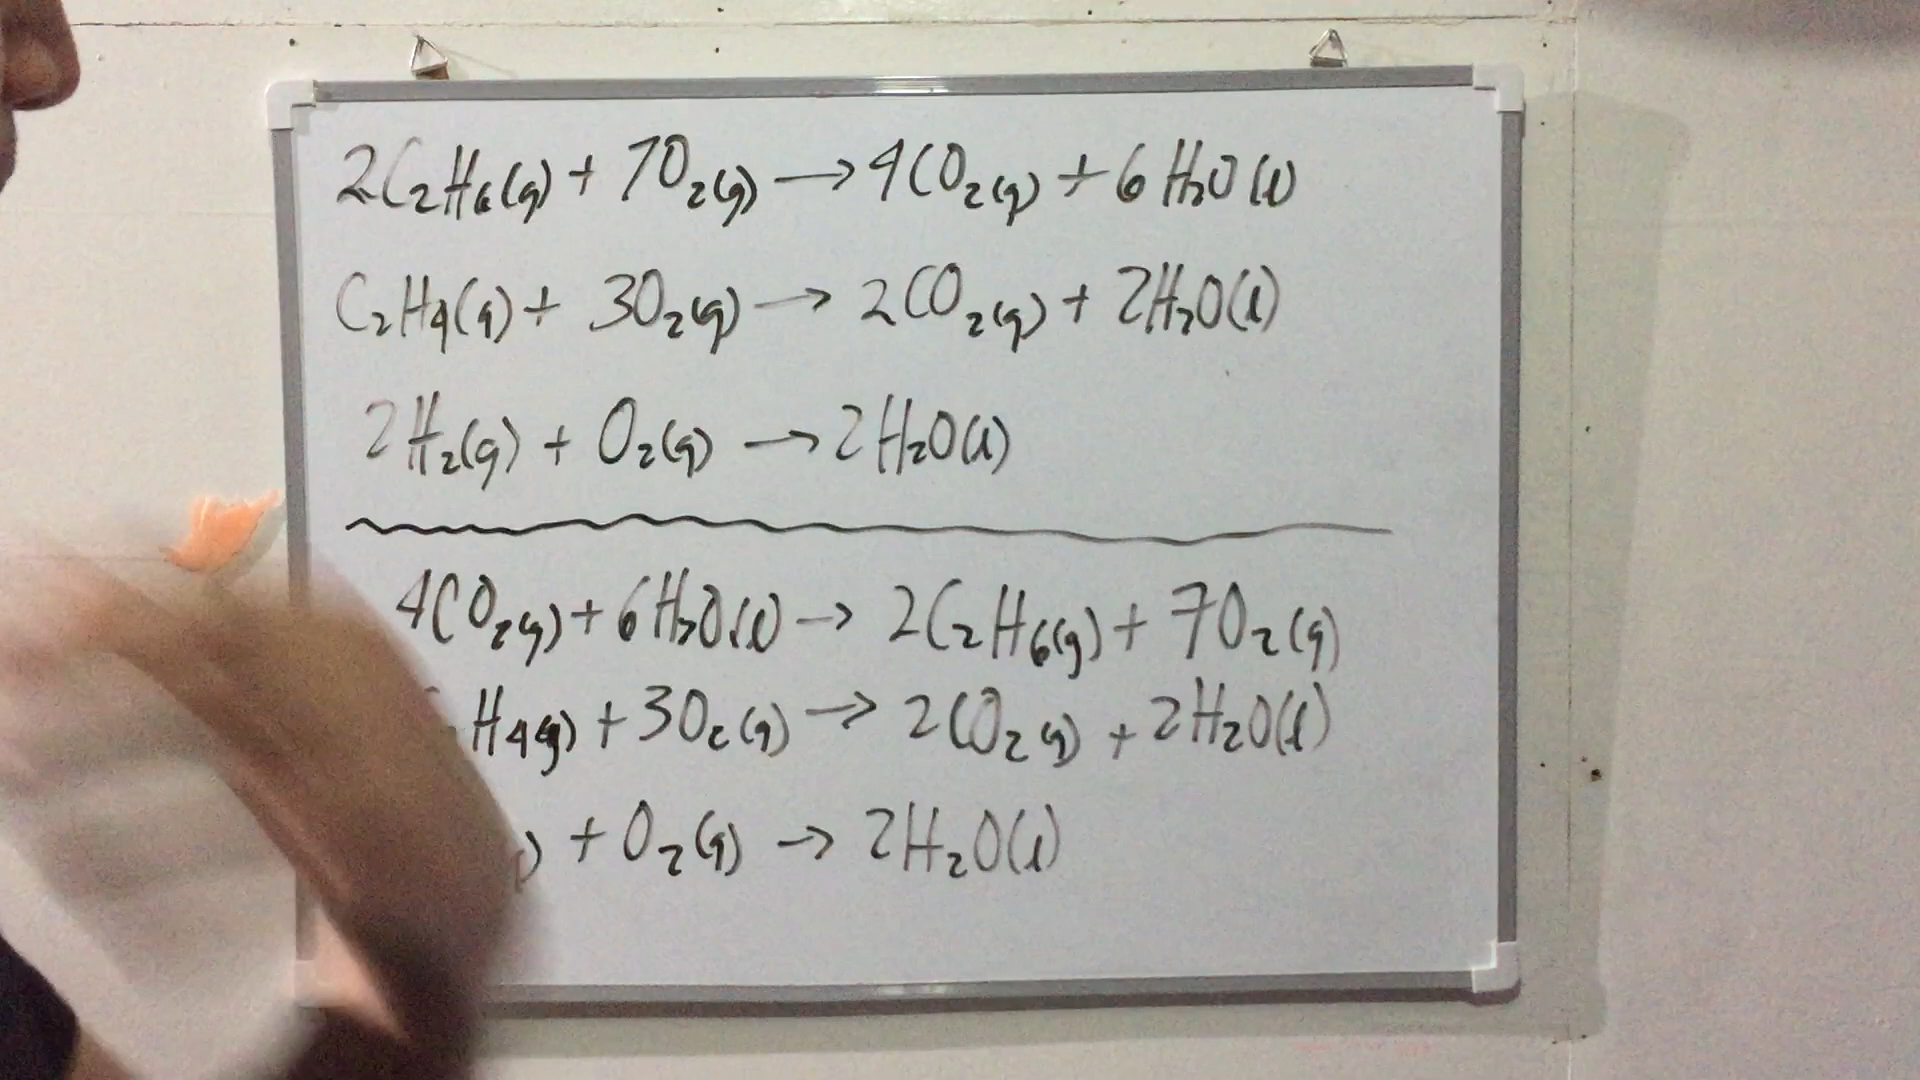 2C₂H₆(g) + 7O₂(g) → 4CO₂(g) + 6H₂O(l)
C₂H₄(g) + 3O₂(g) → 2CO₂(g) + 2H₂O(l)
2H₂(g) + O₂(g) → 2H₂O(l)
4CO₂(g) + 6H₂O(l) → 2C₂H₆(g) + 7O₂(g)
H₄(g) + 3O₂(g) → 2CO₂(g) + 2H₂O(l)
) + O₂(g) → 2H₂O(l)